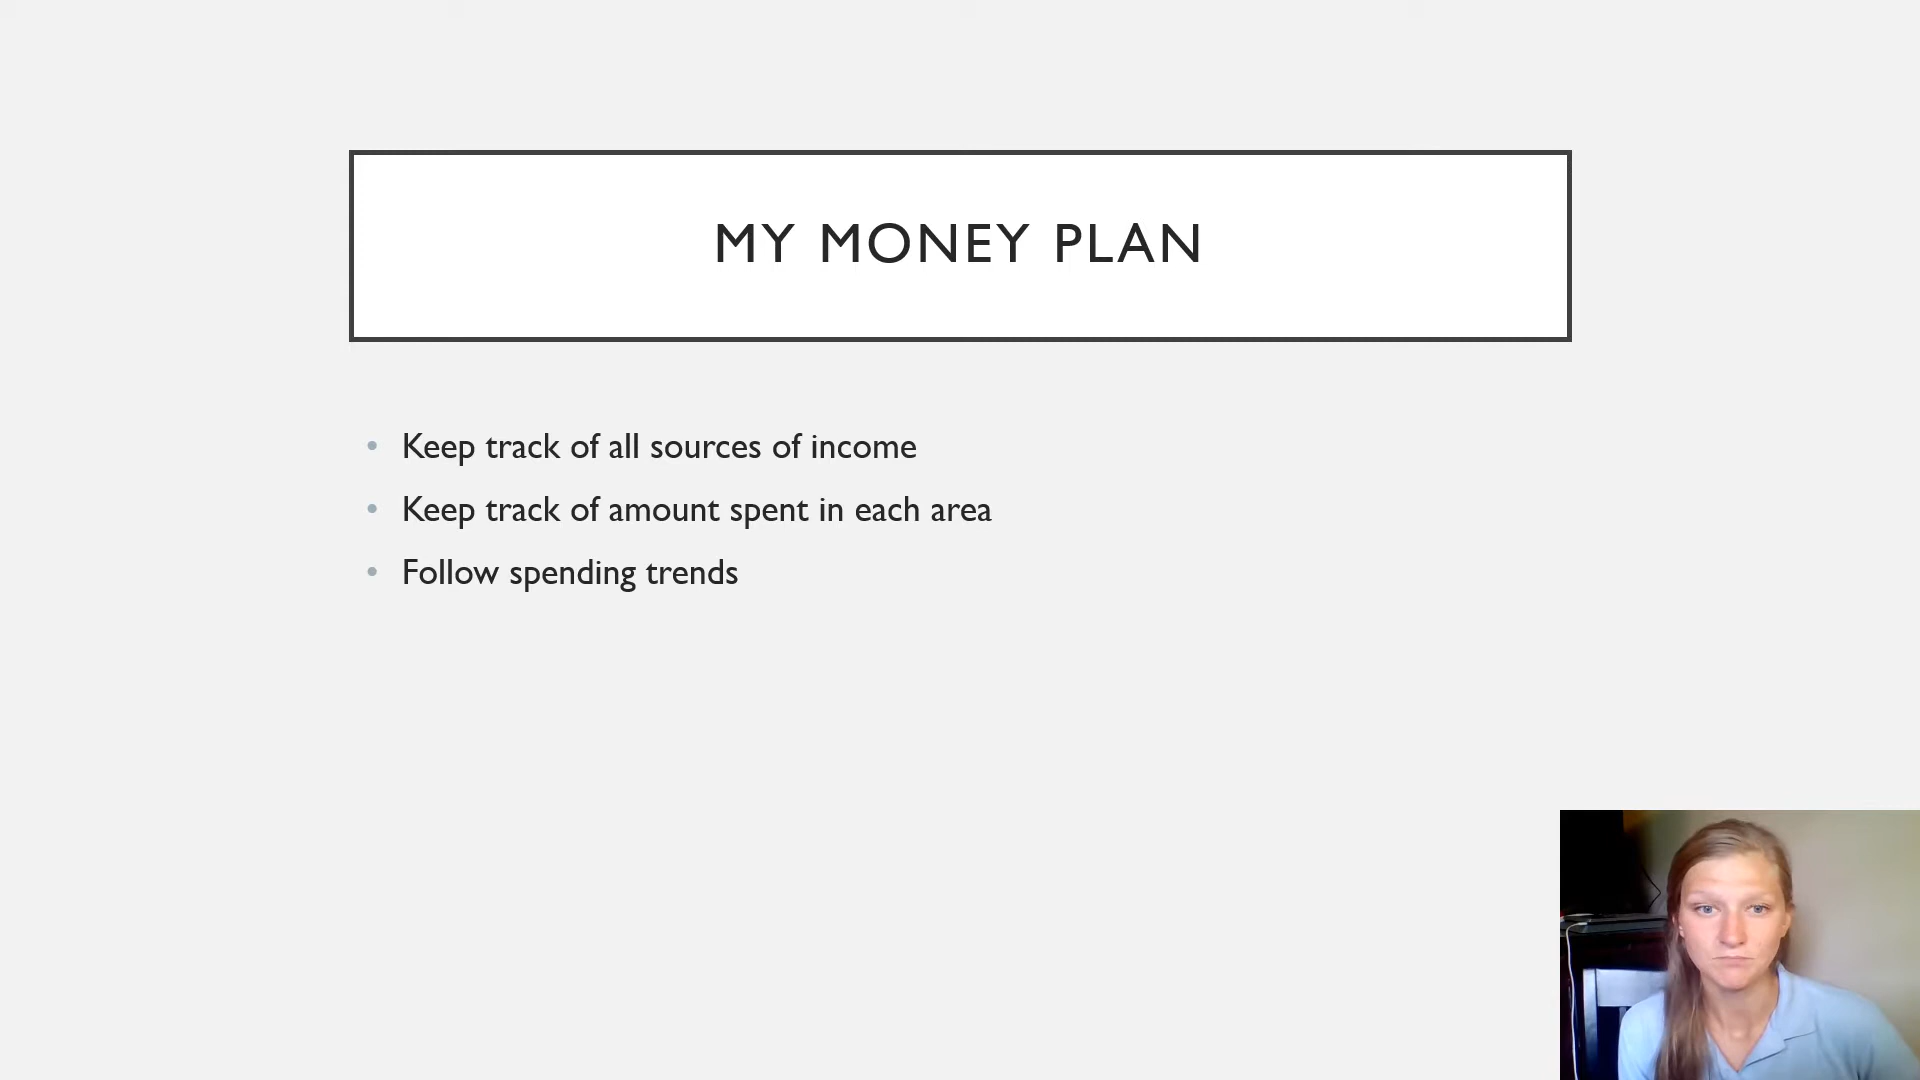 MY MONEY PLAN
• Keep track of all sources of income
• Keep track of amount spent in each area
• Follow spending trends